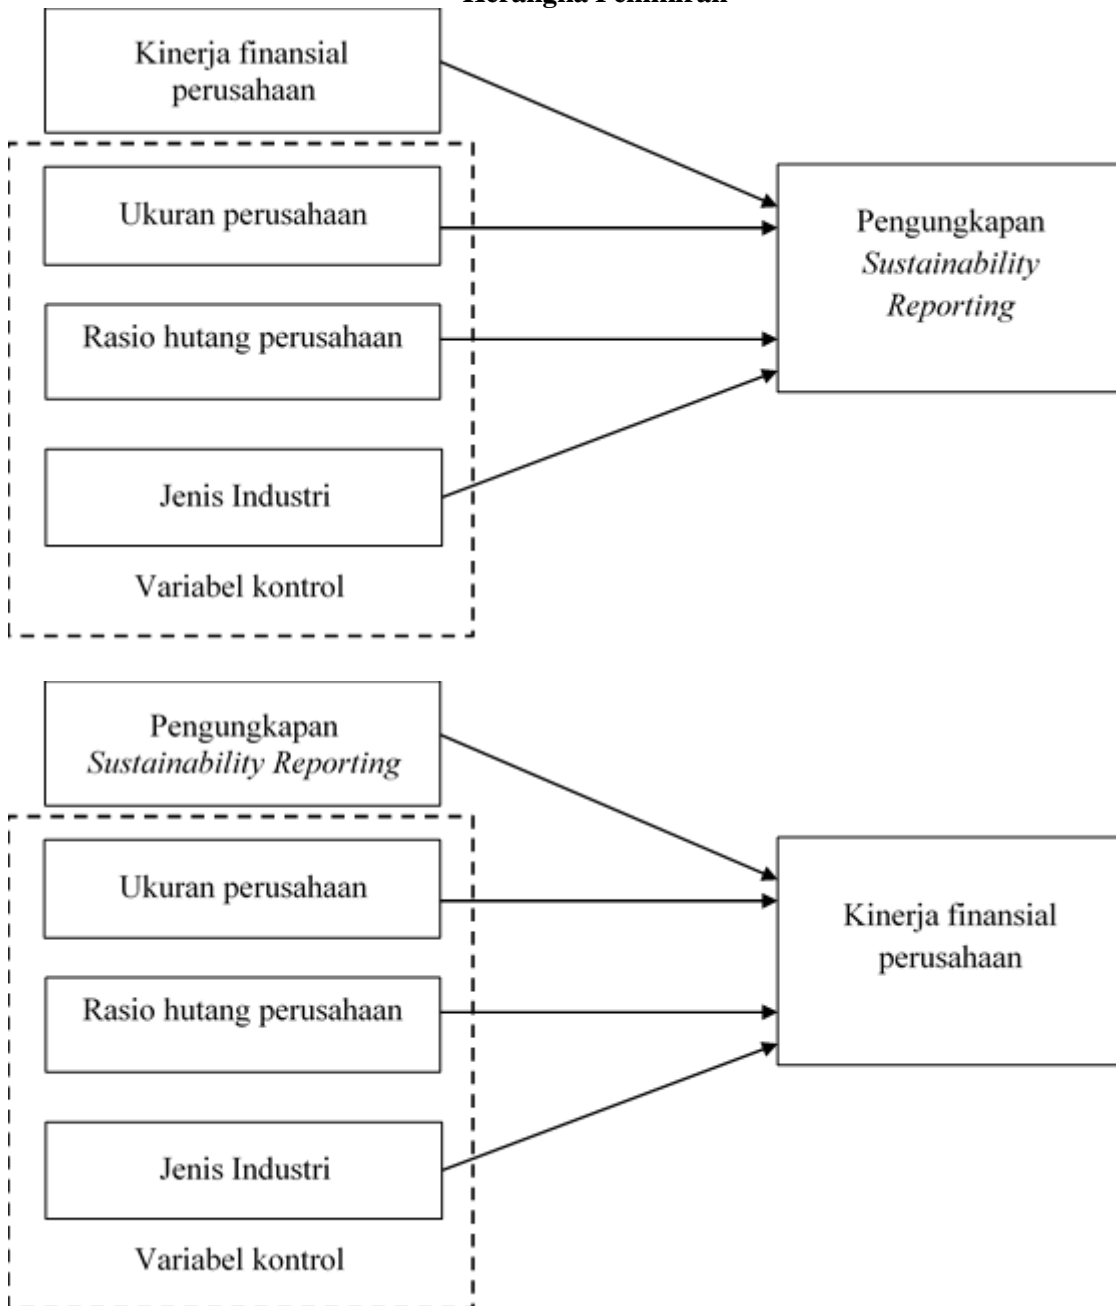 Kinerja finansial
perusahaan
Ukuran perusahaan
Rasio hutang perusahaan
Jenis Industri
Variabel kontrol
Pengungkapan
Sustainability
Reporting
Pengungkapan
Sustainability Reporting
Ukuran perusahaan
Rasio hutang perusahaan
Jenis Industri
Variabel kontrol
Kinerja finansial
perusahaan